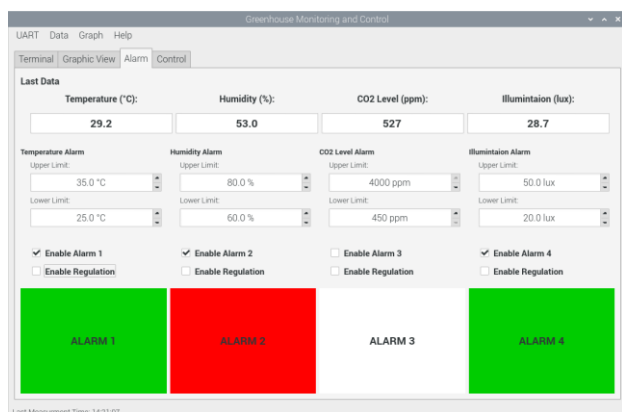 Greenhouse Monitoring and Control
UART Data Graph Help
Terminal Graphic View Alarm Control
Last Data
Temperature (°C): Humidity (%): CO2 Level (ppm): Illumintaion (lux):
29.2 53.0 527 28.7
Temperature Alarm Humidity Alarm CO2 Level Alarm Illumintaion Alarm
Upper Limit: Upper Limit: Upper Limit: Upper Limit:
35.0 °C 80.0 % 4000 ppm 50.0 lux
Lower Limit: Lower Limit: Lower Limit: Lower Limit:
25.0 °C 60.0 % 450 ppm 20.0 lux
Enable Alarm 1 Enable Alarm 2 Enable Alarm 3 Enable Alarm 4
Enable Regulation Enable Regulation Enable Regulation Enable Regulation
ALARM 1 ALARM 2 ALARM 3 ALARM 4
Last Measurement Time: